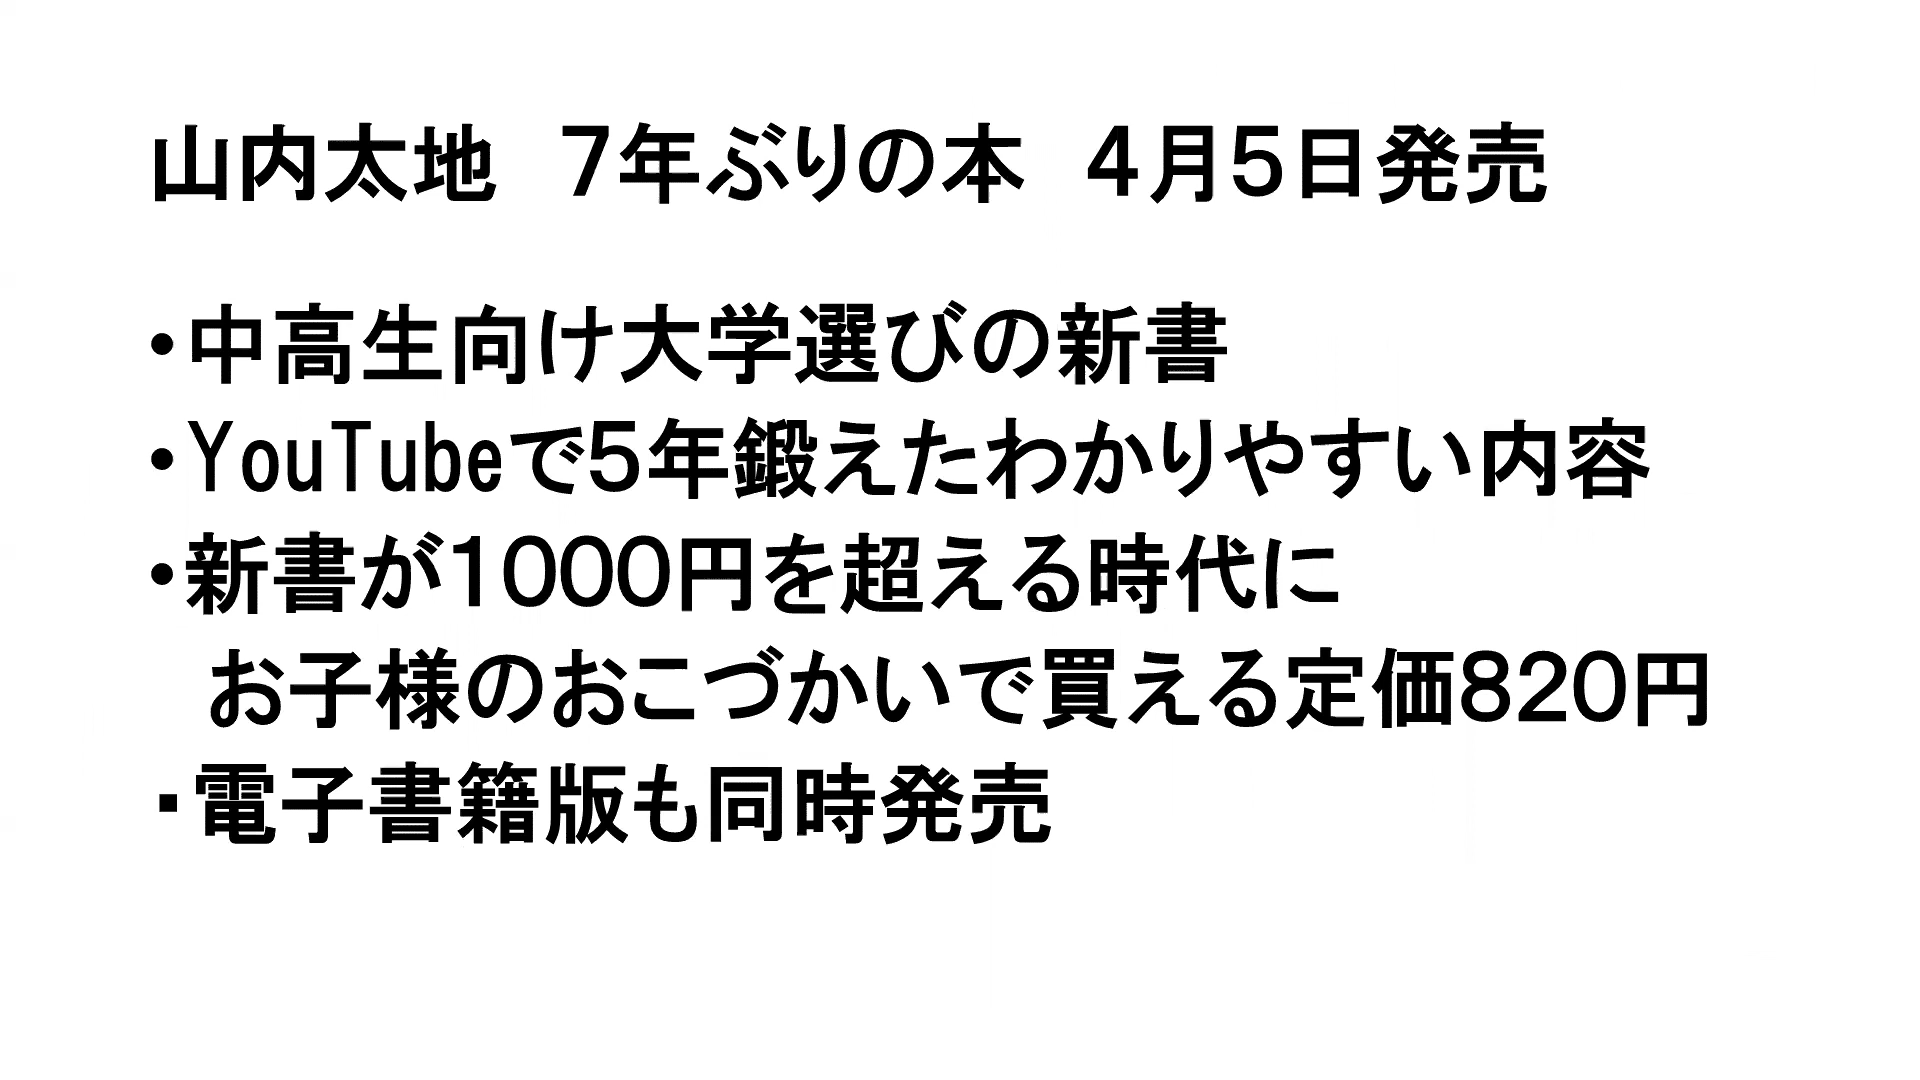 山内太地　７年ぶりの本　４月５日発売
•中高生向け大学選びの新書
•YouTubeで５年鍛えたわかりやすい内容
•新書が１０００円を超える時代に
お子様のおこづかいで買える定価８２０円
・電子書籍版も同時発売